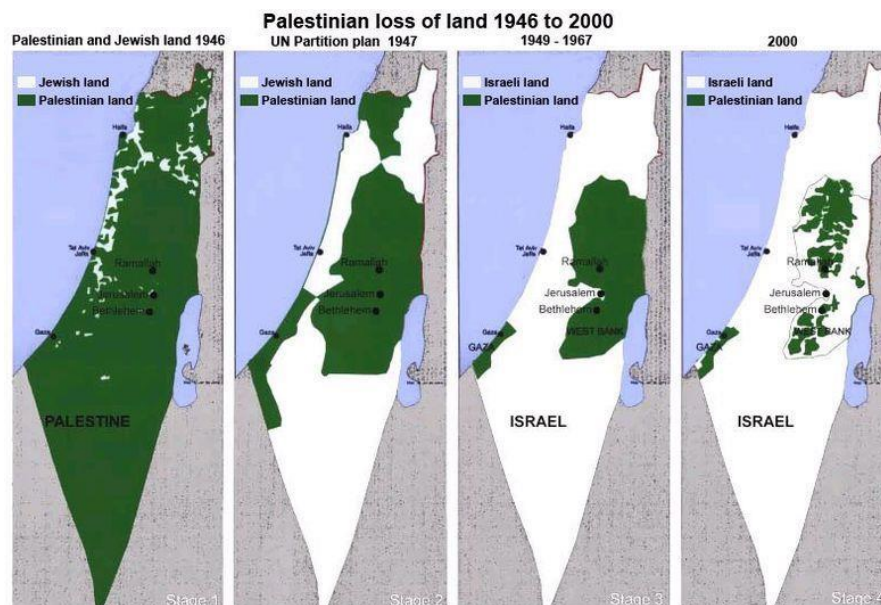 Palestinian loss of land 1946 to 2000
Palestinian and Jewish land 1946
Jewish land
Palestinian land
Haifa
Tel Aviv
Jaffa
Ramallah
Jerusalem
Bethlehem
Gaza
PALESTINE
Stage 1
UN Partition plan 1947
Jewish land
Palestinian land
Haifa
Tel Aviv
Jaffa
Ramallah
Jerusalem
Bethlehem
Gaza
Stage 2
1949 - 1967
Israeli land
Palestinian land
Haifa
Tel Aviv
Jaffa
Ramallah
Jerusalem
Bethlehem
Gaza
GAZA
WEST BANK
ISRAEL
Stage 3
2000
Israeli land
Palestinian land
Haifa
Tel Aviv
Jaffa
Ramallah
Jerusalem
Bethlehem
Gaza
GAZA
WEST BANK
ISRAEL
Stage 4